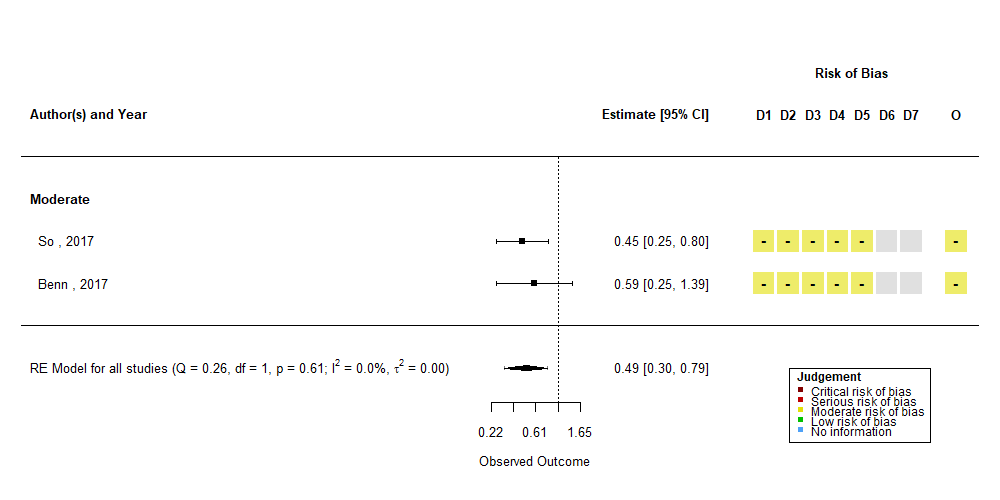 Risk of Bias
Author(s) and Year Estimate [95% CI] D1 D2 D3 D4 D5 D6 D7 O
Moderate
So , 2017 0.45 [0.25, 0.80] - - - - - -
Benn , 2017 0.59 [0.25, 1.39] - - - - - -
RE Model for all studies (Q = 0.26, df = 1, p = 0.61; I² = 0.0%, τ² = 0.00) 0.49 [0.30, 0.79]
Judgement
Critical risk of bias
Serious risk of bias
Moderate risk of bias
Low risk of bias
No information
0.22 0.61 1.65
Observed Outcome